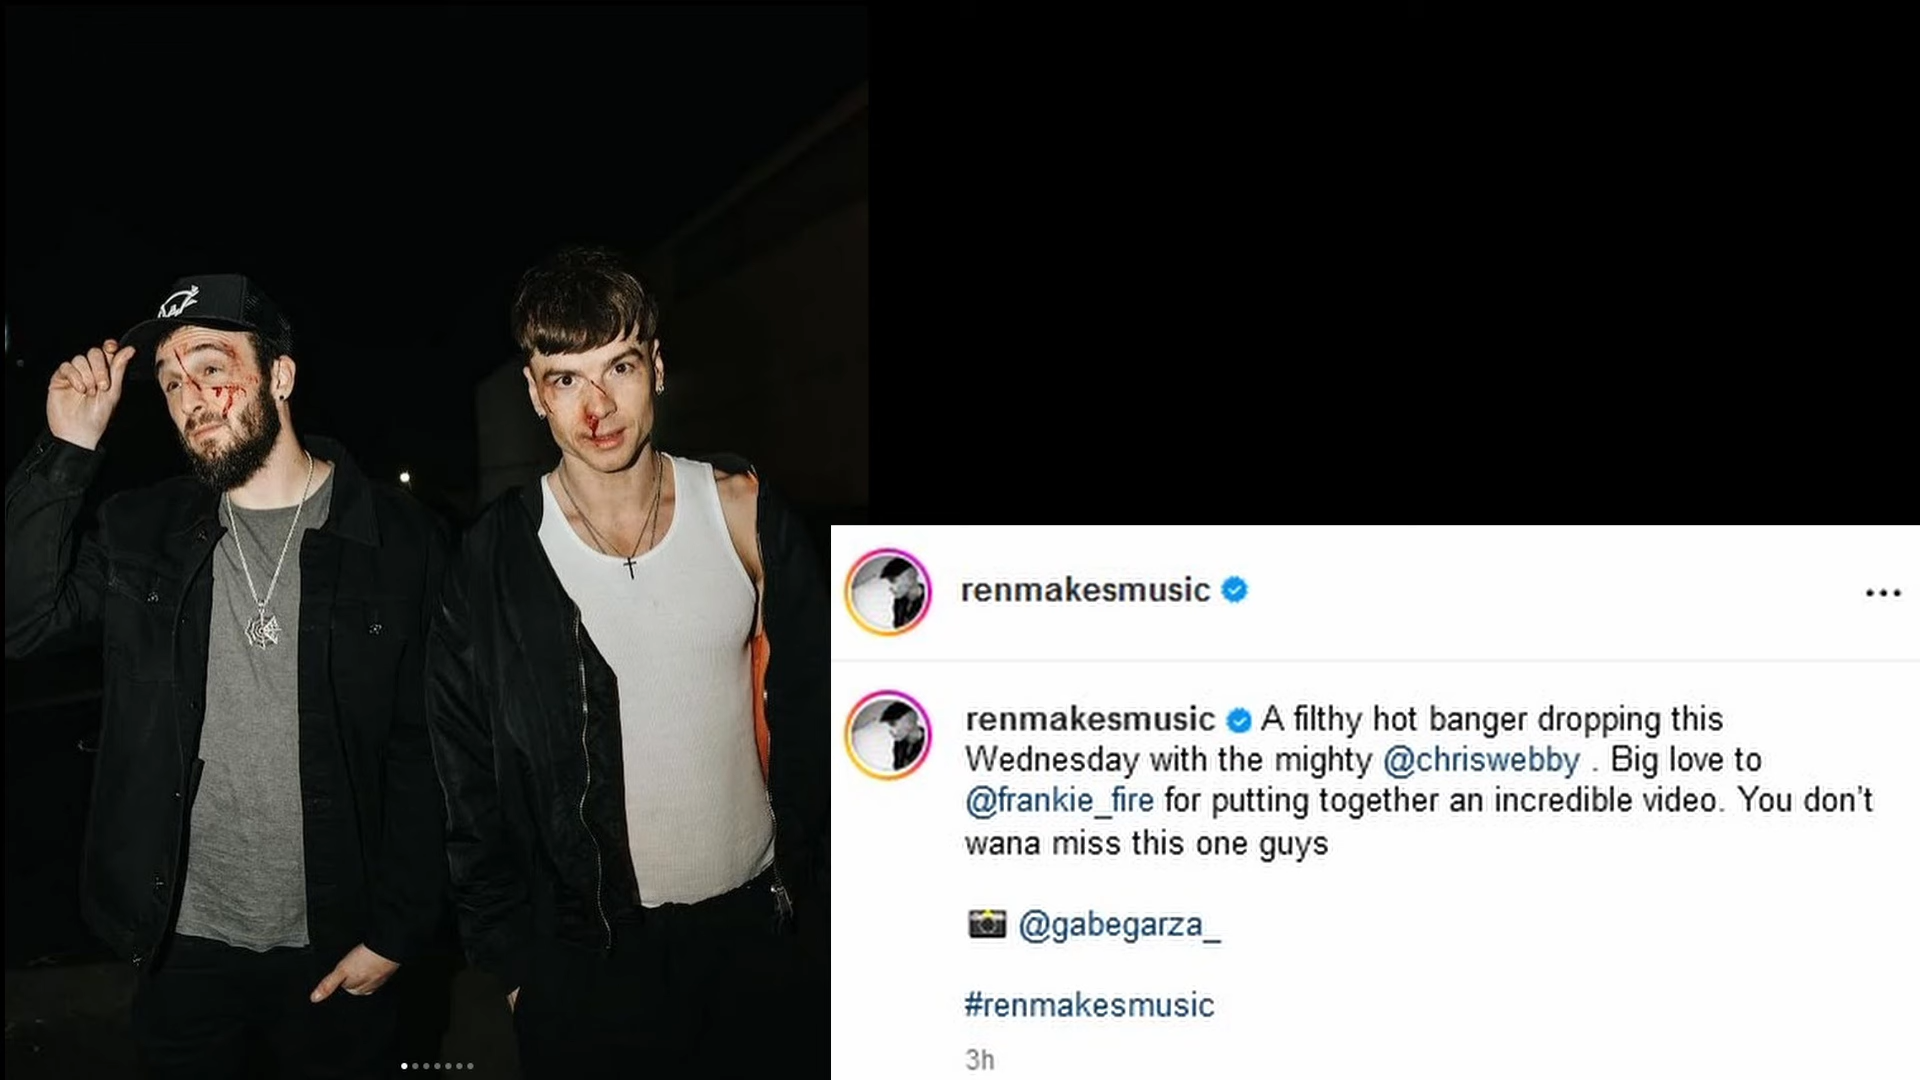 renmakesmusic
renmakesmusic A filthy hot banger dropping this
Wednesday with the mighty @chriswebby . Big love to
@frankie_fire for putting together an incredible video. You don't
wana miss this one guys
@gabegarza_
#renmakesmusic
3h